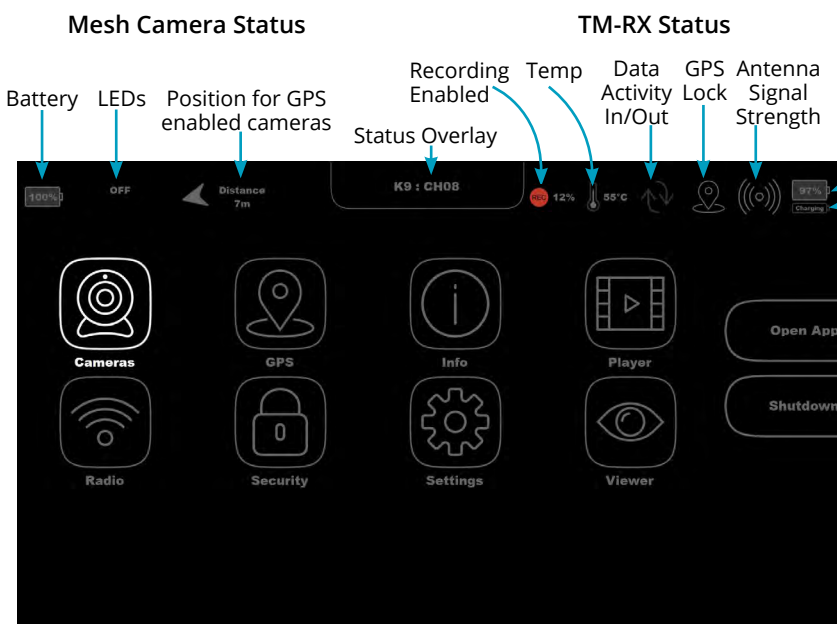 Mesh Camera Status
TM-RX Status
Battery
LEDs
Position for GPS
enabled cameras
Status Overlay
Recording
Enabled
Temp
Data
Activity
In/Out
GPS
Lock
Antenna
Signal
Strength
100%
OFF
Distance
7m
K9 : CH08
REC
12%
55°C
97%
Charging
Cameras
GPS
Info
Player
Open App
Radio
Security
Settings
Viewer
Shutdown